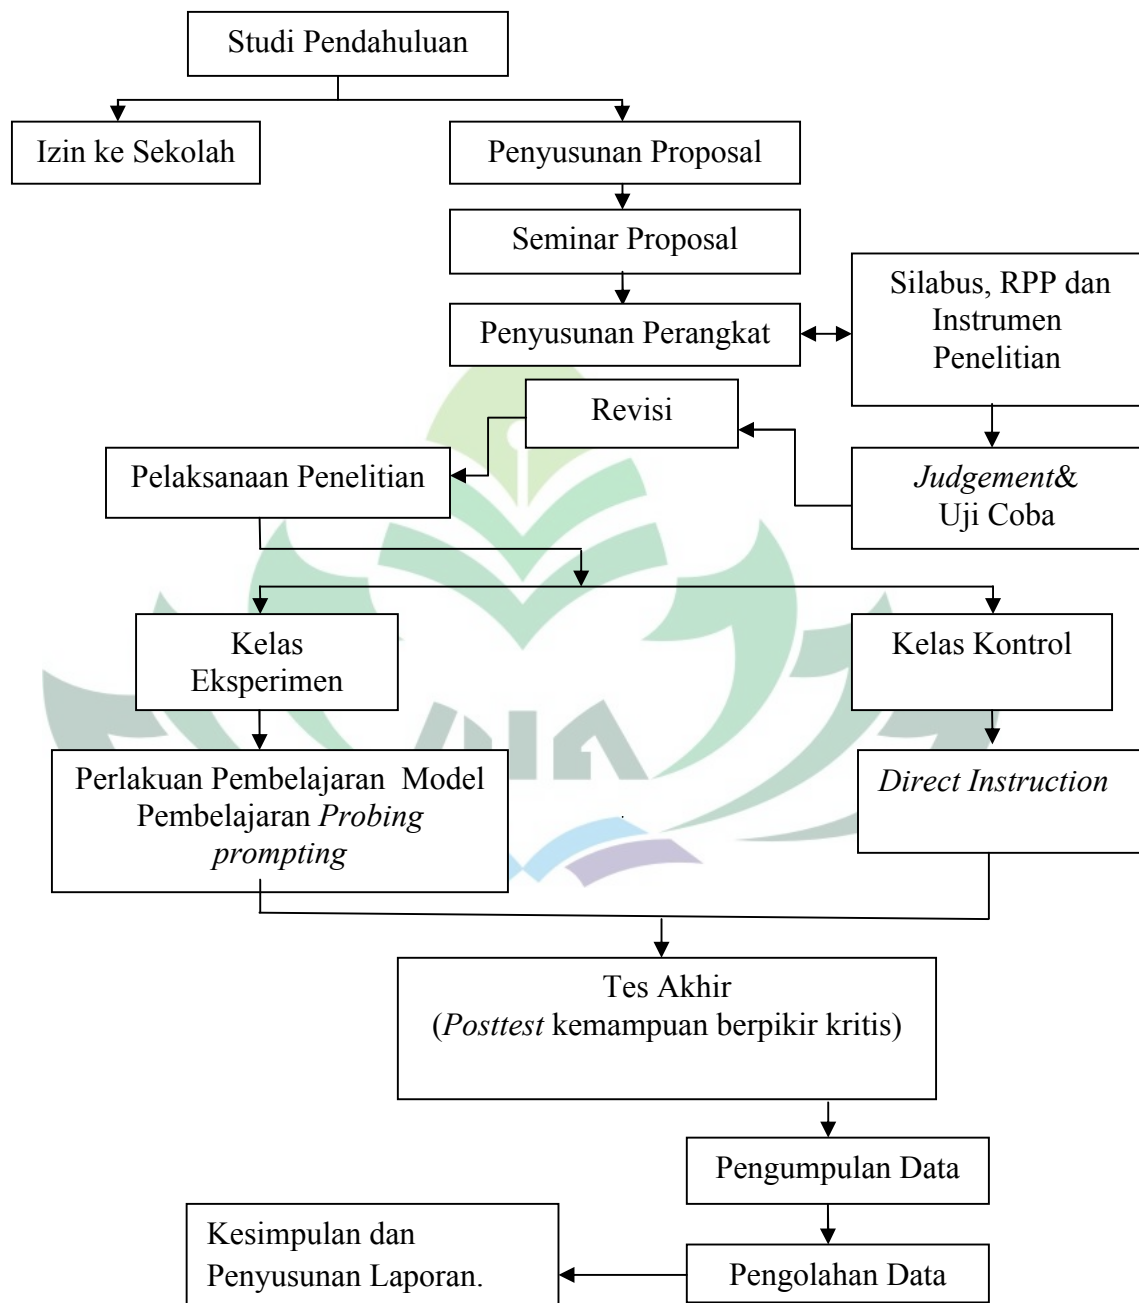 Studi Pendahuluan
Izin ke Sekolah
Penyusunan Proposal
Seminar Proposal
Penyusunan Perangkat
Silabus, RPP dan
Instrumen
Penelitian
Revisi
Pelaksanaan Penelitian
Judgement&
Uji Coba
Kelas
Eksperimen
Kelas Kontrol
Perlakuan Pembelajaran  Model
Pembelajaran Probing
prompting
Direct Instruction
Tes Akhir
(Posttest kemampuan berpikir kritis)
Pengumpulan Data
Kesimpulan dan
Penyusunan Laporan.
Pengolahan Data